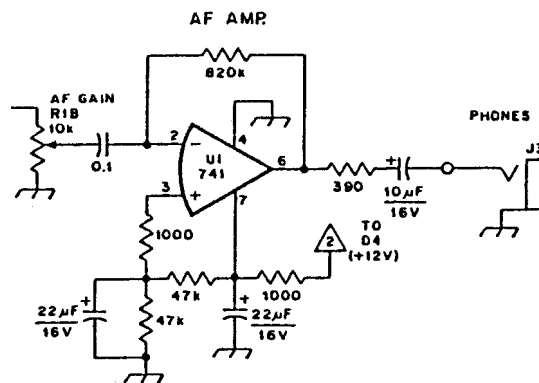 AF AMP.
820k
AF GAIN
R1B
10k
0.1
2
-
4
U1
741
6
3
+
7
390
+
10µF
16V
PHONES
J3
1000
TO
D4
(+12V)
2
47k
1000
+
22µF
16V
47k
+
22µF
16V